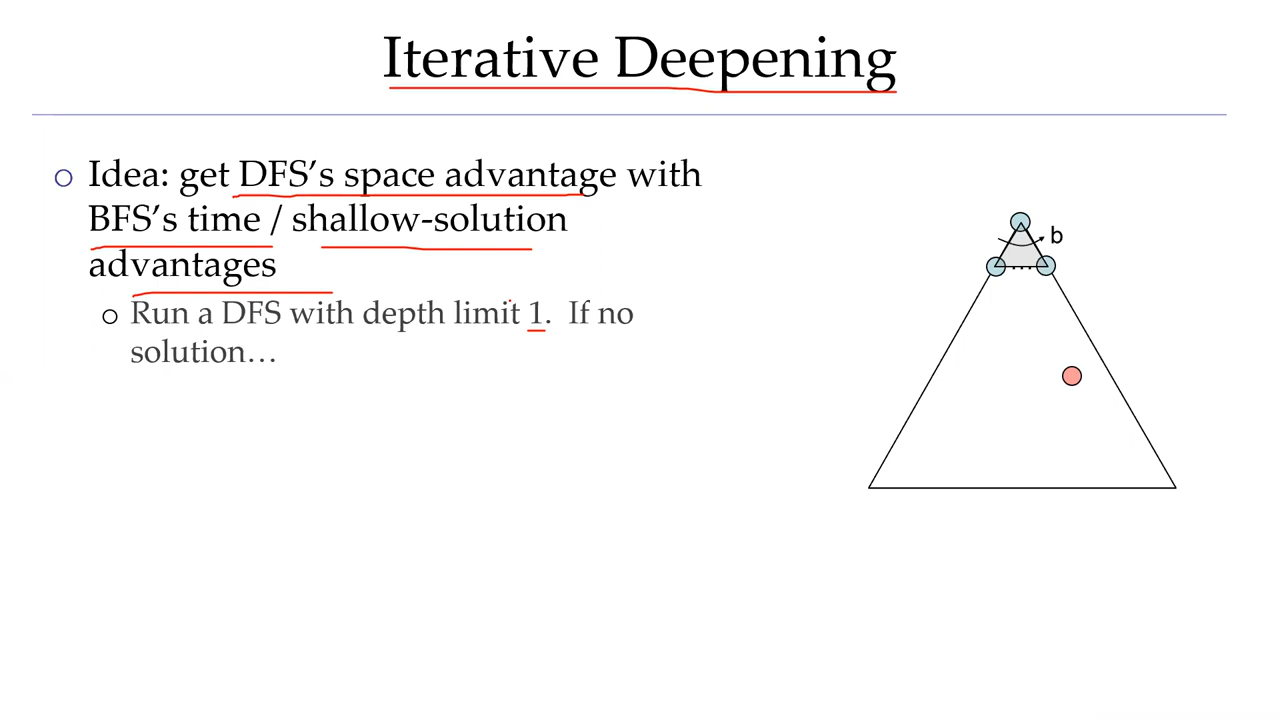 Iterative Deepening
Idea: get DFS's space advantage with
BFS's time / shallow-solution
advantages
Run a DFS with depth limit 1.  If no
solution…
b
...